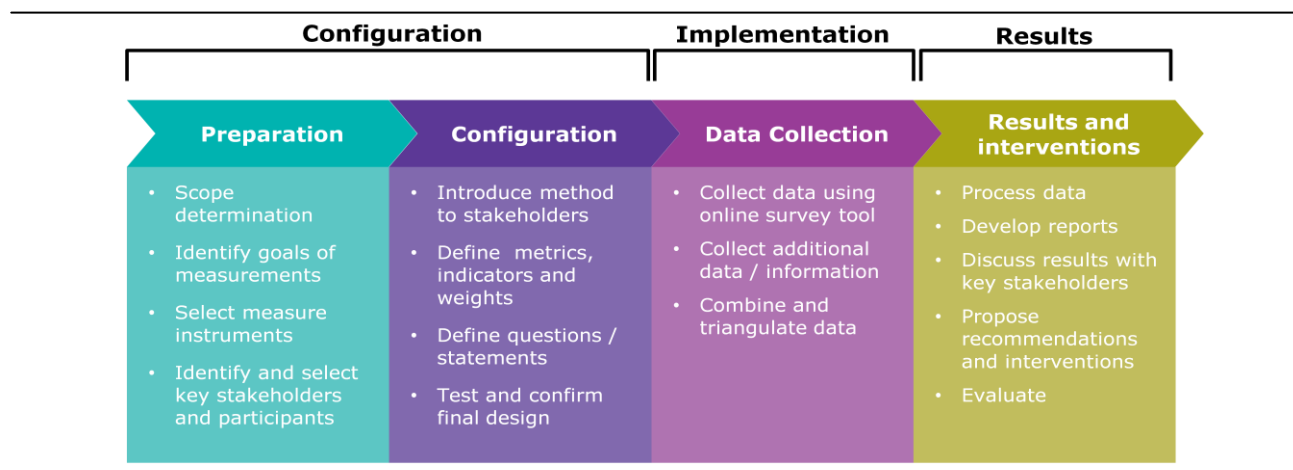 Configuration
Implementation
Results
Preparation
• Scope
determination
• Identify goals of
measurements
• Select measure
instruments
• Identify and select
key stakeholders
and participants
Configuration
• Introduce method
to stakeholders
• Define metrics,
indicators and
weights
• Define questions /
statements
• Test and confirm
final design
Data Collection
• Collect data using
online survey tool
• Collect additional
data / information
• Combine and
triangulate data
Results and
interventions
• Process data
• Develop reports
• Discuss results with
key stakeholders
• Propose
recommendations
and interventions
• Evaluate